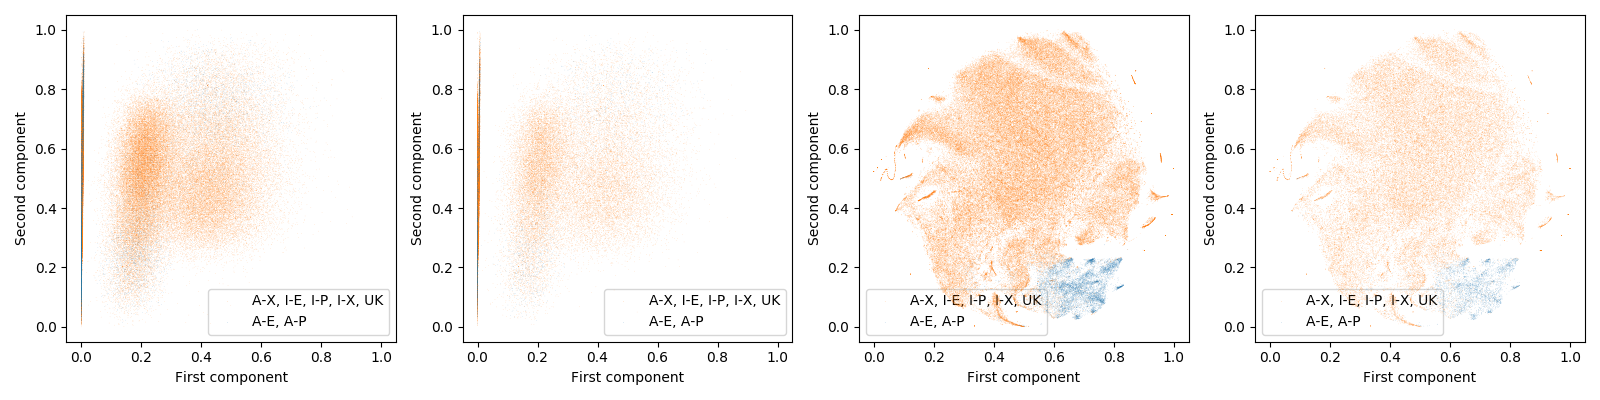 1.0
0.8
0.6
0.4
0.2
0.0
Second component
A-X, I-E, I-P, I-X, UK
A-E, A-P
0.0 0.2 0.4 0.6 0.8 1.0
First component
1.0
0.8
0.6
0.4
0.2
0.0
Second component
A-X, I-E, I-P, I-X, UK
A-E, A-P
0.0 0.2 0.4 0.6 0.8 1.0
First component
1.0
0.8
0.6
0.4
0.2
0.0
Second component
A-X, I-E, I-P, I-X, UK
A-E, A-P
0.0 0.2 0.4 0.6 0.8 1.0
First component
1.0
0.8
0.6
0.4
0.2
0.0
Second component
A-X, I-E, I-P, I-X, UK
A-E, A-P
0.0 0.2 0.4 0.6 0.8 1.0
First component